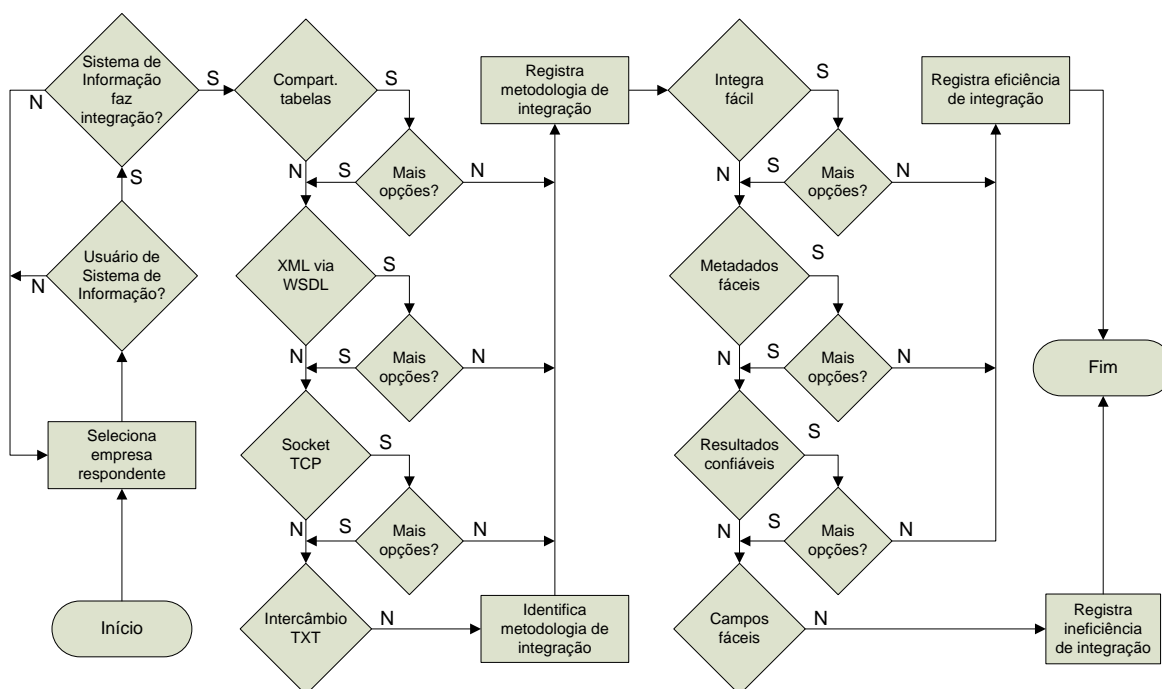 Sistema de
Informação
faz
integração?
N
S
Compart.
tabelas
S
N
Mais
opções?
S
N
Registra
metodologia de
integração
Integra
fácil
S
N
Mais
opções?
S
N
Registra eficiência
de integração
S
Usuário de
Sistema de
Informação?
N
XML via
WSDL
S
N
Mais
opções?
S
N
Metadados
fáceis
S
N
Mais
opções?
S
N
Fim
Seleciona
empresa
respondente
Socket
TCP
S
N
Mais
opções?
S
N
Resultados
confiáveis
S
N
Mais
opções?
S
N
Início
Intercâmbio
TXT
N
Identifica
metodologia de
integração
Campos
fáceis
N
Registra
ineficiência
de integração